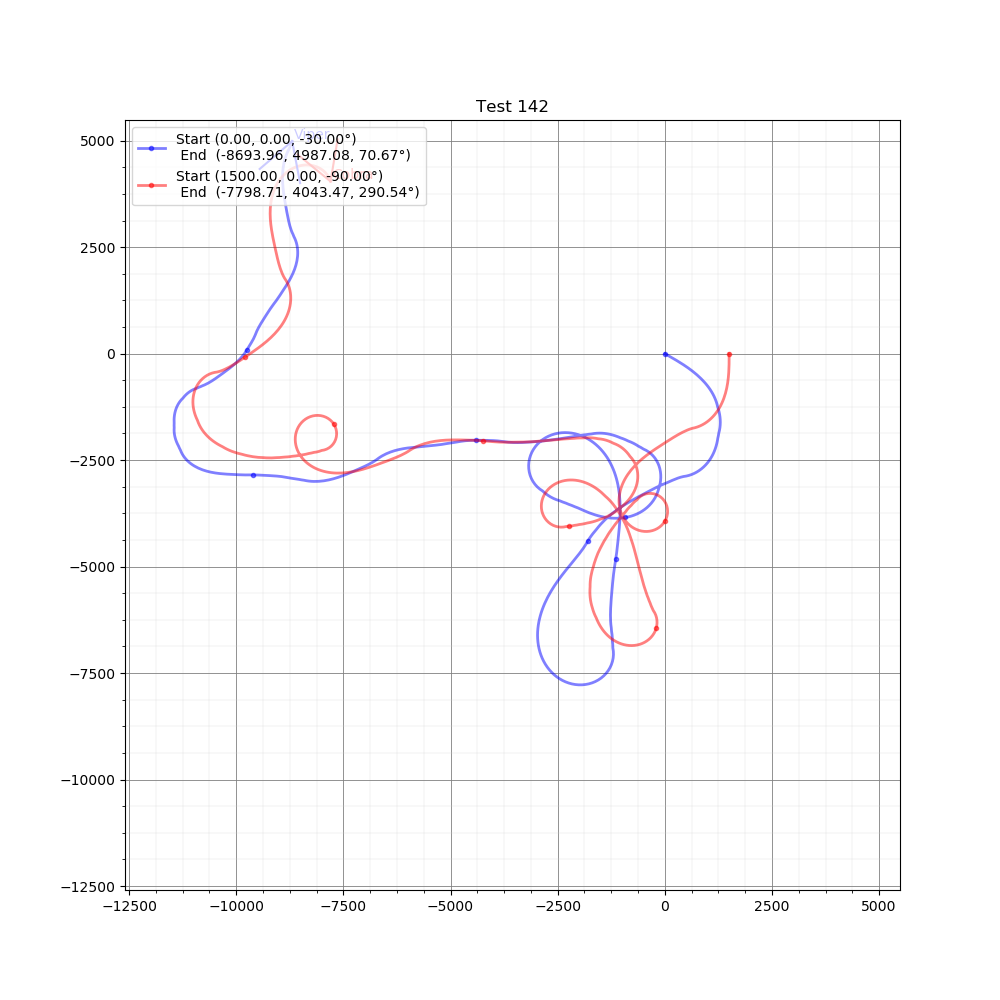 Test 142
Start (0.00, 0.00, -30.00°)
End (-8693.96, 4987.08, 70.67°)
Start (1500.00, 0.00, -90.00°)
End (-7798.71, 4043.47, 290.54°)
5000
2500
0
−2500
−5000
−7500
−10000
−12500
−12500 −10000 −7500 −5000 −2500 0 2500 5000